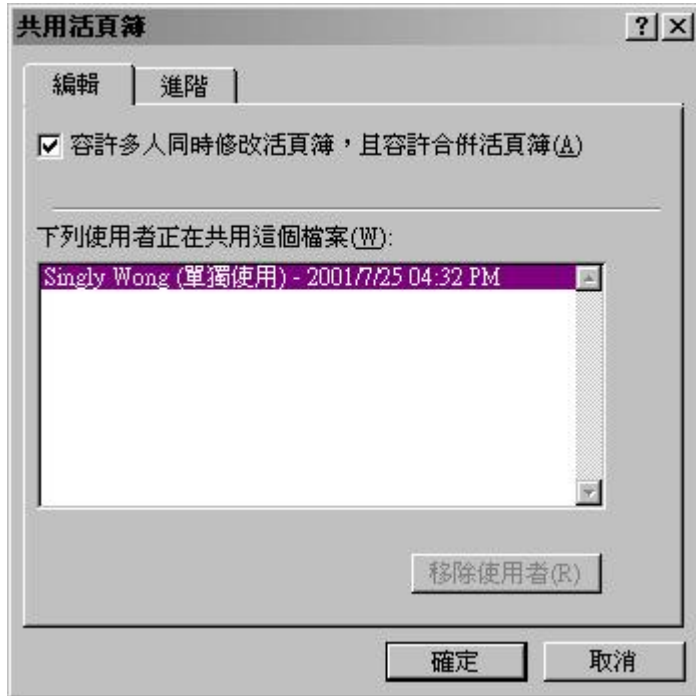 共用活頁簿
編輯 進階
容許多人同時修改活頁簿，且容許合併活頁簿(A)
下列使用者正在共用這個檔案(W):
Singly Wong (單獨使用) - 2001/7/25 04:32 PM
移除使用者(R)
確定 取消